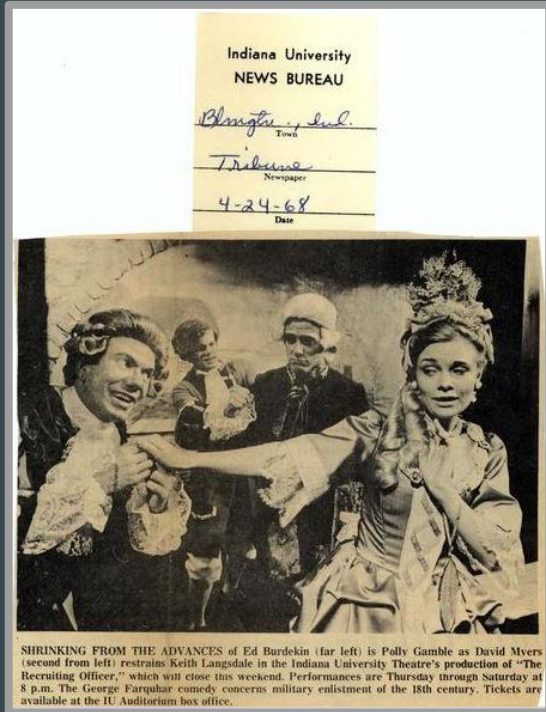 Indiana University
NEWS BUREAU
Blmgtn., Ind.
Town
Tribune
Newspaper
4-24-68
Date
SHRINKING FROM THE ADVANCES of Ed Burdekin (far left) is Polly Gamble as David Myers
(second from left) restrains Keith Langsdale in the Indiana University Theatre's production of "The
Recruiting Officer," which will close this weekend. Performances are Thursday through Saturday at
8 p.m. The George Farquhar comedy concerns military enlistment of the 18th century. Tickets are
available at the IU Auditorium box office.